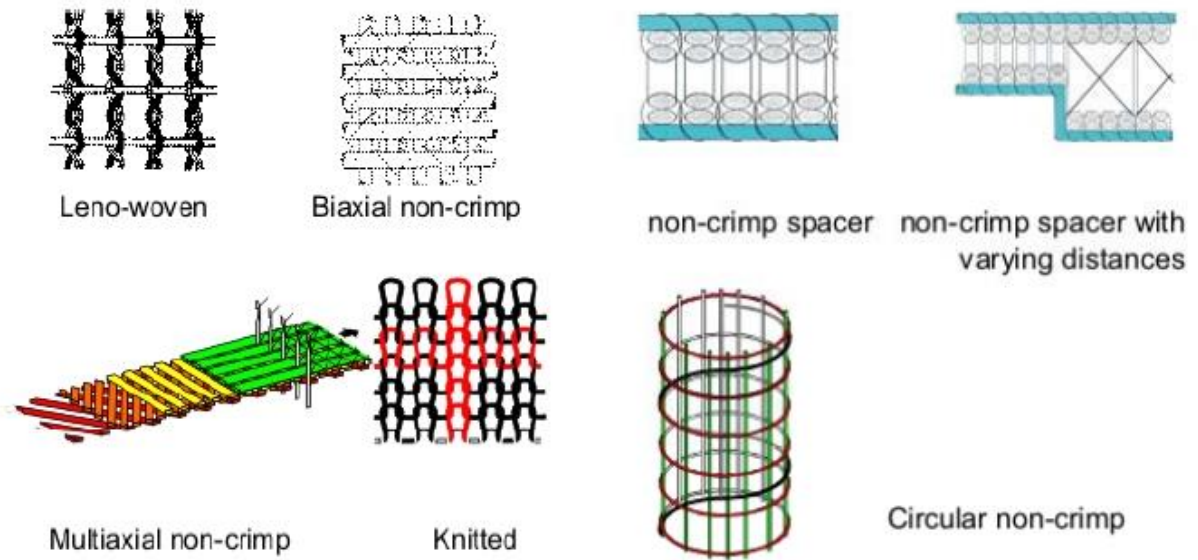 Leno-woven
Biaxial non-crimp
non-crimp spacer
non-crimp spacer with
varying distances
Multiaxial non-crimp
Knitted
Circular non-crimp